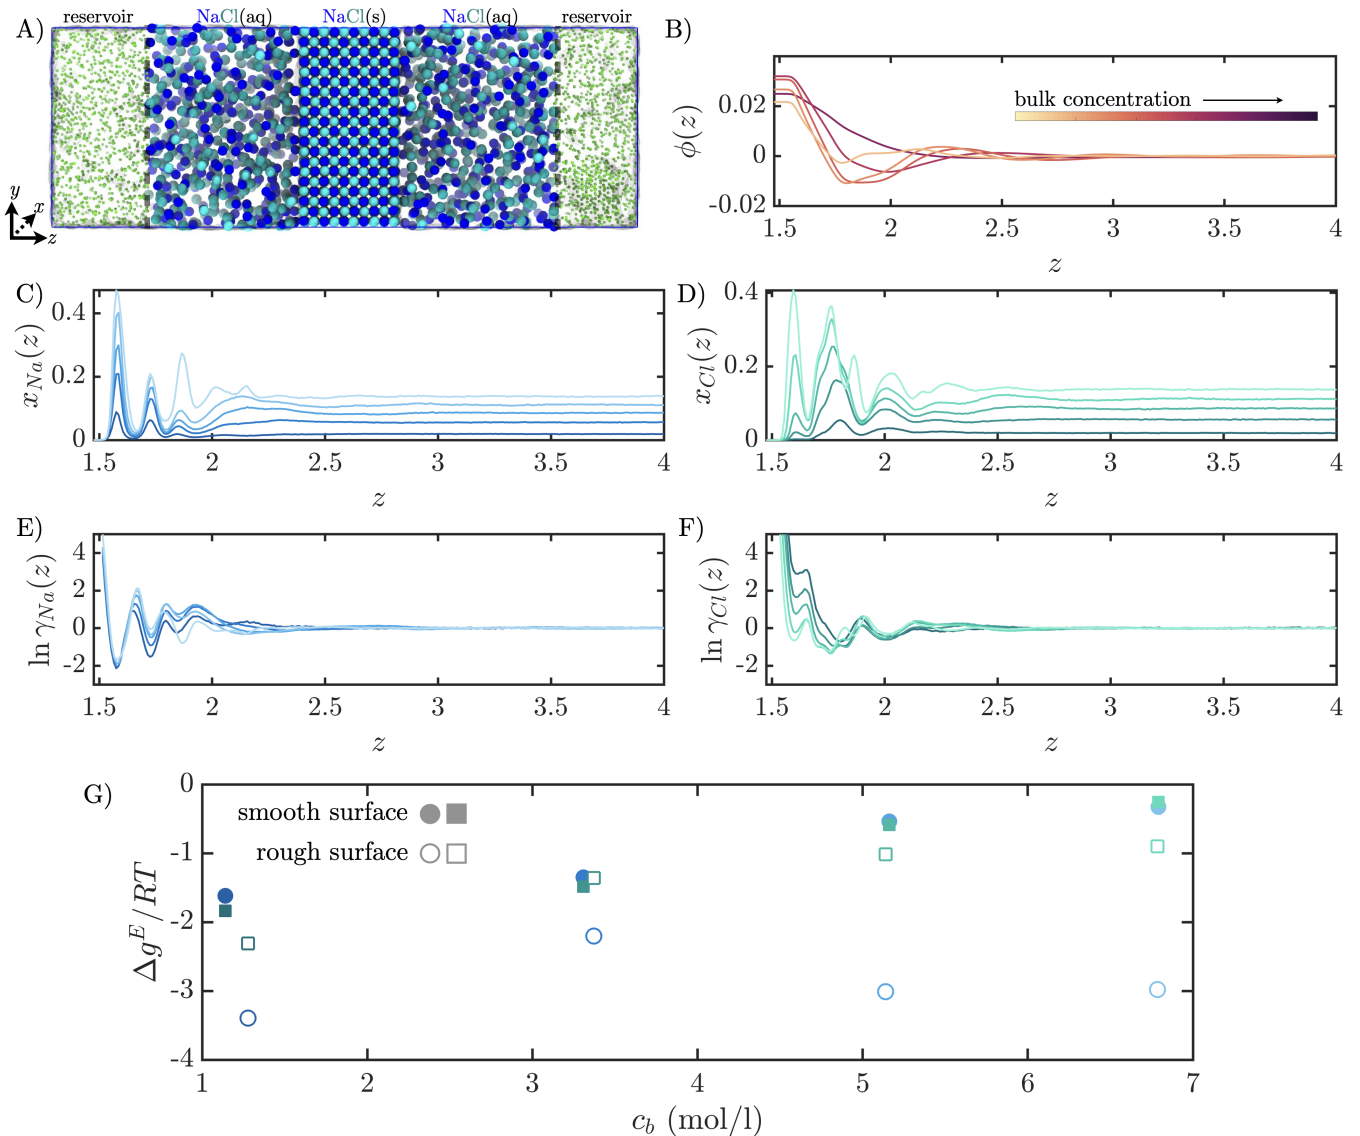 A)
reservoir NaCl(aq) NaCl(s) NaCl(aq) reservoir
y
x
z
B)
ϕ(z)
0.02
0
-0.02
bulk concentration
1.5 2 2.5 3 3.5 4
z
C)
x_Na(z)
0.4
0.2
0
1.5 2 2.5 3 3.5 4
z
D)
x_Cl(z)
0.4
0.2
0
1.5 2 2.5 3 3.5 4
z
E)
ln γ_Na(z)
4
2
0
-2
1.5 2 2.5 3 3.5 4
z
F)
ln γ_Cl(z)
4
2
0
-2
1.5 2 2.5 3 3.5 4
z
G)
Δg^E/RT
0
-1
-2
-3
-4
smooth surface
rough surface
1 2 3 4 5 6 7
c_b (mol/l)